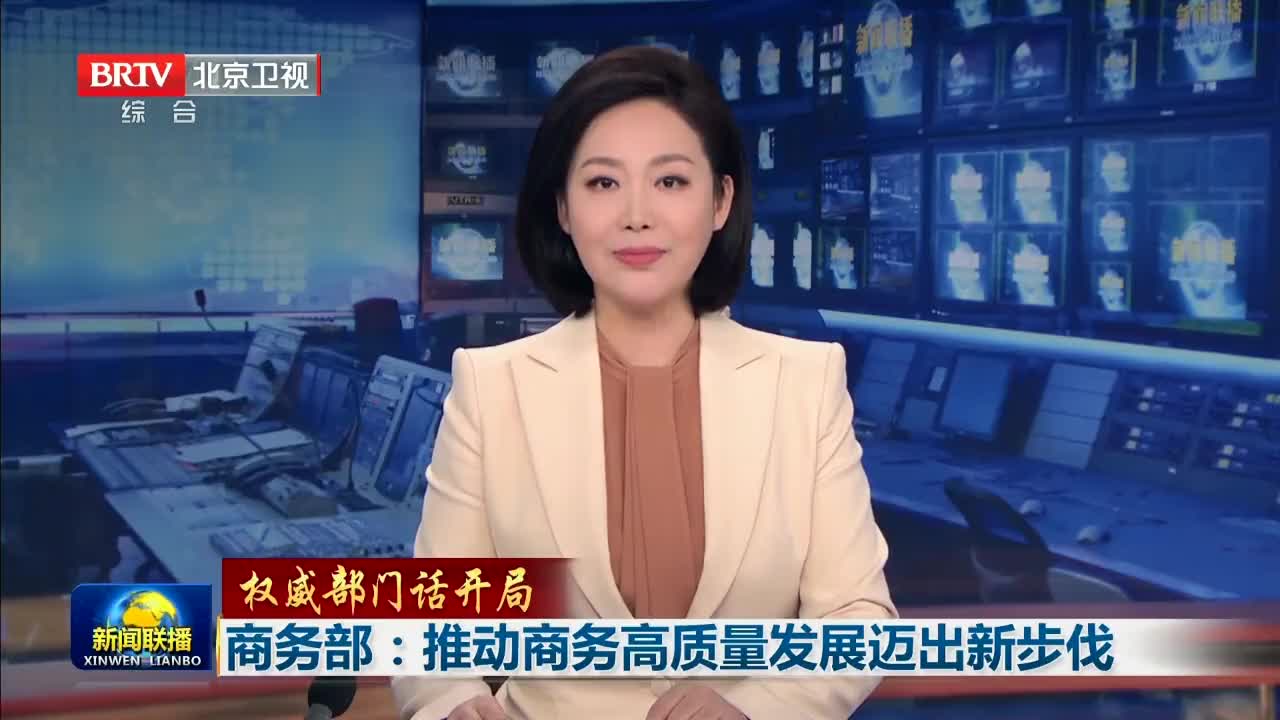 BRTV 北京卫视
综合
权威部门话开局
新闻联播
XINWEN LIANBO
商务部：推动商务高质量发展迈出新步伐